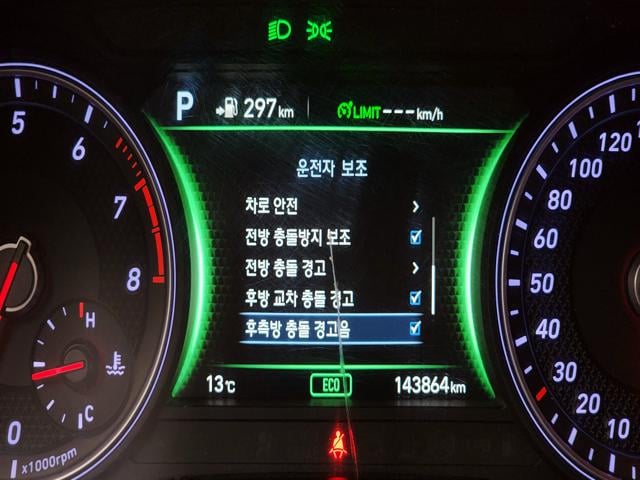 P 297 km LIMIT --- km/h
운전자 보조
차로 안전
전방 충돌방지 보조
전방 충돌 경고
후방 교차 충돌 경고
후측방 충돌 경고음
13℃ ECO 143864 km
5
6
7
8
H
C
0
x1000rpm
120
100
80
60
50
40
30
20
10